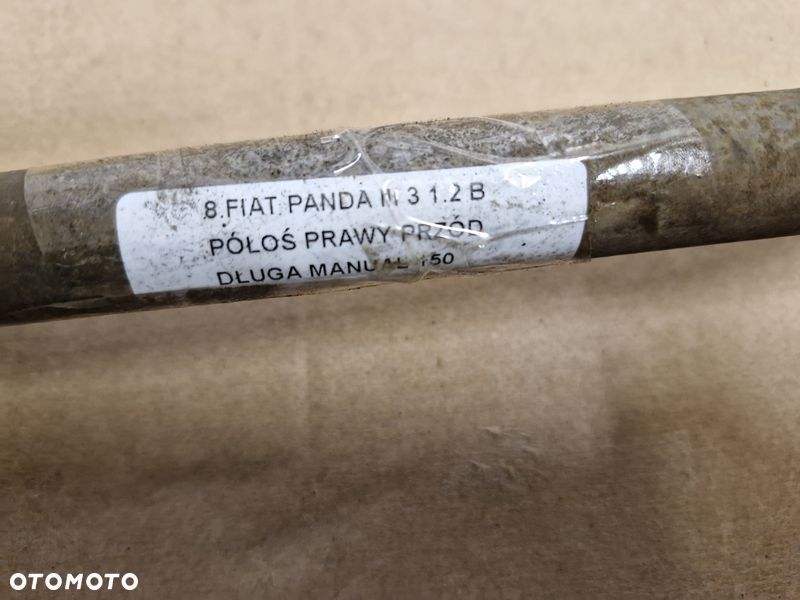 8.FIAT PANDA III 3 1.2 B
PÓŁOŚ PRAWY PRZÓD
DŁUGA MANUAL 150
OTOMOTO